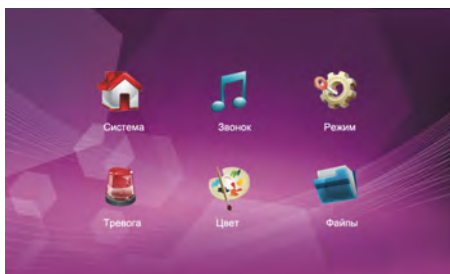 Система
Звонок
Режим
Тревога
Цвет
Файлы